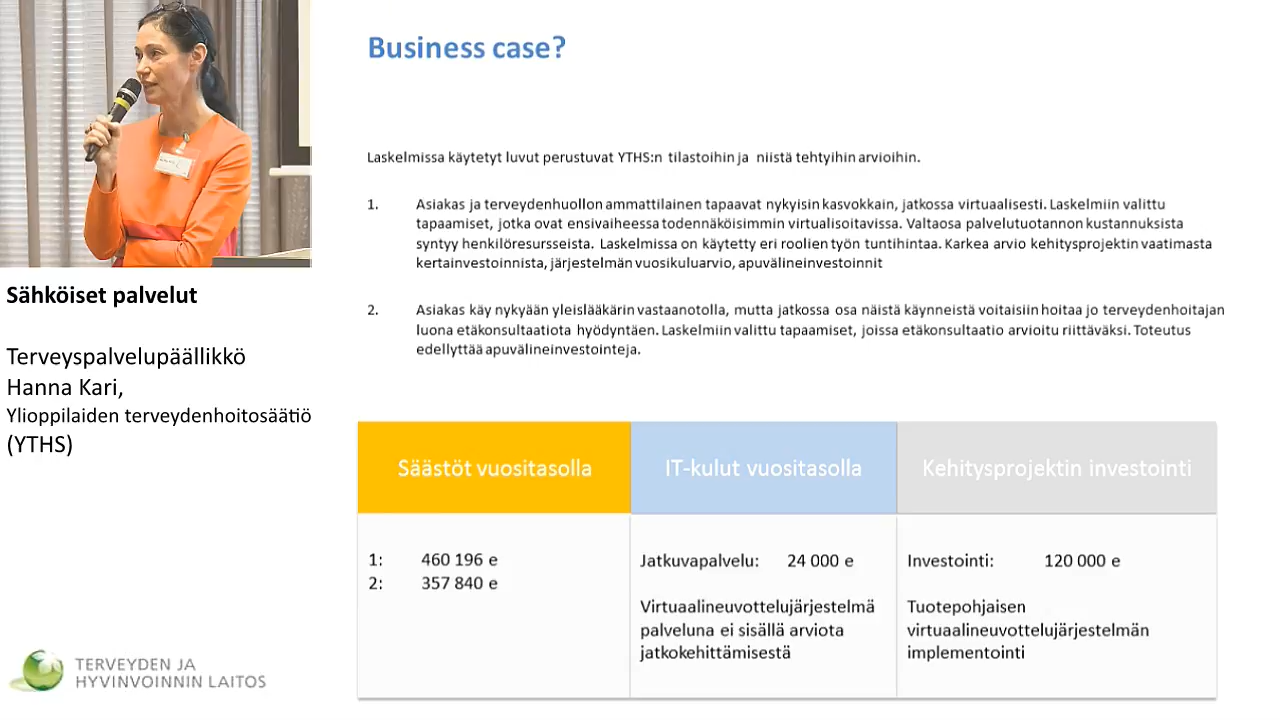 Business case?
Laskelmissa käytetyt luvut perustuvat YTHS:n tilastoihin ja niistä tehtyihin arvioihin.
1. Asiakas ja terveydenhuollon ammattilainen tapaavat nykyisin kasvokkain, jatkossa virtuaalisesti. Laskelmiin valittu
tapaamiset, jotka ovat ensivaiheessa todennäköisimmin virtualisoitavissa. Valtaosa palvelutuotannon kustannuksista
syntyy henkilöresursseista. Laskelmissa on käytetty eri roolien työn tuntihintaa. Karkea arvio kehitysprojektin vaatimasta
kertainvestoinnista, järjestelmän vuosikuluarvio, apuvälineinvestoinnit
2. Asiakas käy nykyään yleislääkärin vastaanotolla, mutta jatkossa osa näistä käynneistä voitaisiin hoitaa jo terveydenhoitajan
luona etäkonsultaatiota hyödyntäen. Laskelmiin valittu tapaamiset, joissa etäkonsultaatio arvioitu riittäväksi. Toteutus
edellyttää apuvälineinvestointeja.
Sähköiset palvelut
Terveyspalvelupäällikkö
Hanna Kari,
Ylioppilaiden terveydenhoitosäätiö
(YTHS)
Säästöt vuositasolla
1: 460 196 e
2: 357 840 e
IT-kulut vuositasolla
Jatkuvapalvelu: 24 000 e
Virtuaalineuvottelujärjestelmä
palveluna ei sisällä arviota
jatkokehittämisestä
Kehitysprojektin investointi
Investointi: 120 000 e
Tuotepohjaisen
virtuaalineuvottelujärjestelmän
implementointi
TERVEYDEN JA
HYVINVOINNIN LAITOS